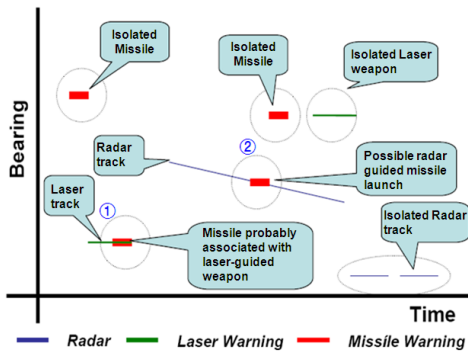 Isolated
Missile
Isolated
Missile
Isolated Laser
weapon
Bearing
②
Radar
track
Possible radar
guided missile
launch
Laser
track
①
Missile probably
associated with
laser-guided
weapon
Isolated Radar
track
Time
Radar
Laser Warning
Missile Warning